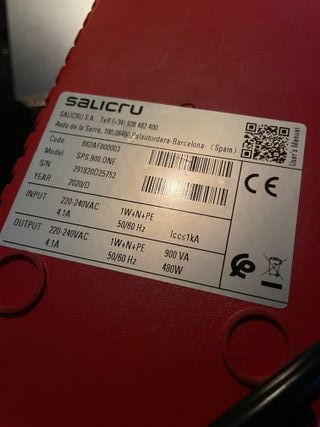 salicru
SALICRU S.A. Telf (+34) 938 482 400
Avda de la Serra, 100,08460,Palautordera-Barcelona- (Spain)
Code 662AF000003
Model SPS.900.ONE
S/N 291820D25752
YEAR 2020/D
User's Manual
CE
INPUT 220-240VAC 1W+N+PE Icc≤1kA
4.1A 50/60 Hz
OUTPUT 220-240VAC 1W+N+PE 900 VA
4.1A 50/60 Hz 480W